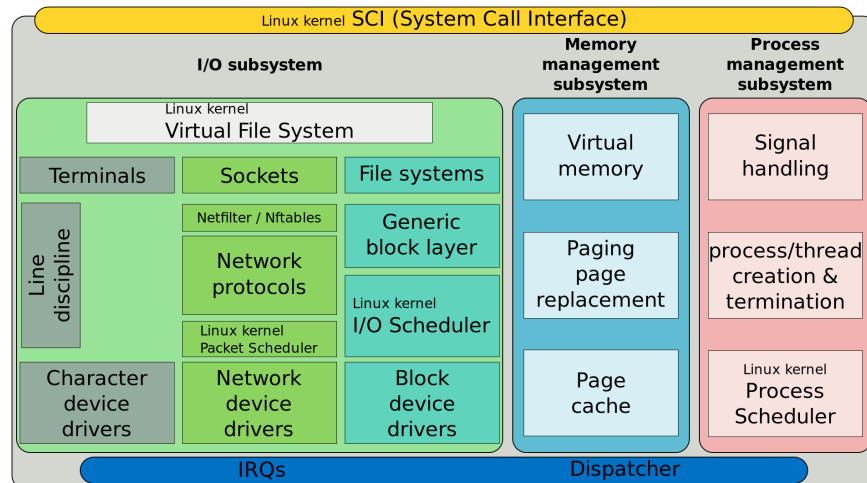 Linux kernel SCI (System Call Interface)
I/O subsystem
Memory
management
subsystem
Process
management
subsystem
Linux kernel
Virtual File System
Terminals
Sockets
File systems
Line
discipline
Netfilter / Nftables
Network
protocols
Linux kernel
Packet Scheduler
Generic
block layer
Linux kernel
I/O Scheduler
Character
device
drivers
Network
device
drivers
Block
device
drivers
Virtual
memory
Paging
page
replacement
Page
cache
Signal
handling
process/thread
creation &
termination
Linux kernel
Process
Scheduler
IRQs
Dispatcher